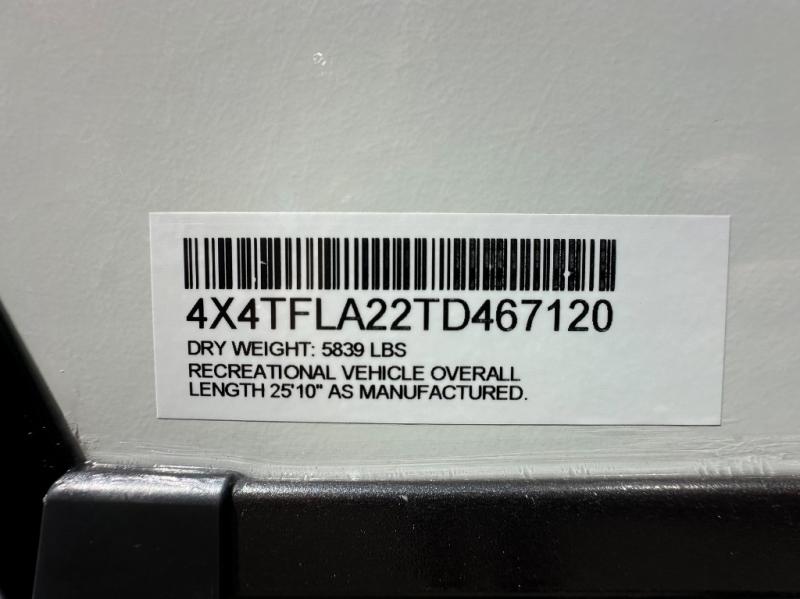 4X4TFLA22TD467120
DRY WEIGHT: 5839 LBS
RECREATIONAL VEHICLE OVERALL
LENGTH 25'10" AS MANUFACTURED.